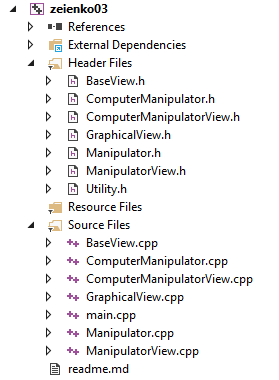 zeienko03
References
External Dependencies
Header Files
BaseView.h
ComputerManipulator.h
ComputerManipulatorView.h
GraphicalView.h
Manipulator.h
ManipulatorView.h
Utility.h
Resource Files
Source Files
BaseView.cpp
ComputerManipulator.cpp
ComputerManipulatorView.cpp
GraphicalView.cpp
main.cpp
Manipulator.cpp
ManipulatorView.cpp
readme.md